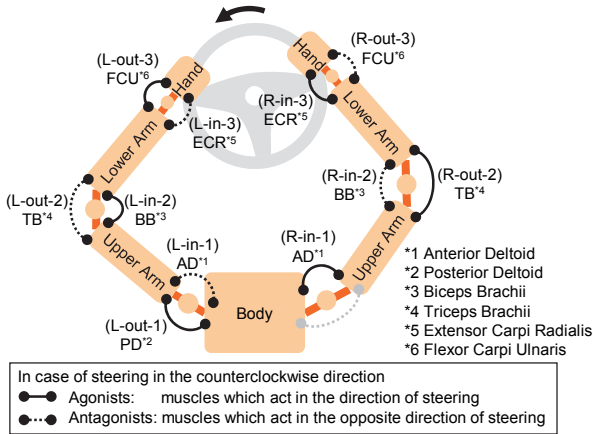 (L-out-3)
FCU*6
Hand
(L-in-3)
ECR*5
Lower Arm
(L-out-2)
TB*4
(L-in-2)
BB*3
Upper Arm
(L-in-1)
AD*1
(L-out-1)
PD*2
Body
(R-out-3)
FCU*6
Hand
(R-in-3)
ECR*5
Lower Arm
(R-in-2)
BB*3
(R-out-2)
TB*4
(R-in-1)
AD*1
Upper Arm
*1 Anterior Deltoid
*2 Posterior Deltoid
*3 Biceps Brachii
*4 Triceps Brachii
*5 Extensor Carpi Radialis
*6 Flexor Carpi Ulnaris
In case of steering in the counterclockwise direction
Agonists: muscles which act in the direction of steering
Antagonists: muscles which act in the opposite direction of steering